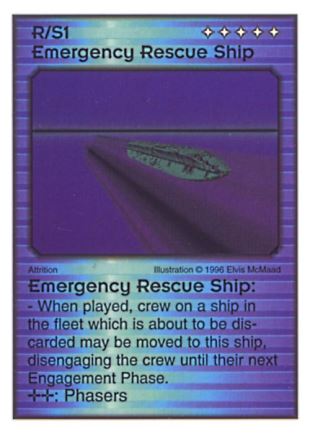 R/S1
Emergency Rescue Ship
Attrition Illustration © 1996 Elvis McMaad
Emergency Rescue Ship:
- When played, crew on a ship in
the fleet which is about to be dis-
carded may be moved to this ship,
disengaging the crew until their next
Engagement Phase.
✢✢: Phasers